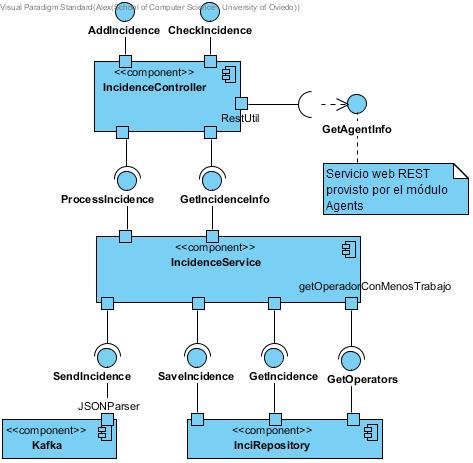 Visual Paradigm Standard(Alex(School of Computer Science University of Oviedo))
AddIncidence
CheckIncidence
<<component>>
IncidenceController
RestUtil
GetAgentInfo
Servicio web REST
provisto por el módulo
Agents
ProcessIncidence
GetIncidenceInfo
<<component>>
IncidenceService
getOperadorConMenosTrabajo
SendIncidence
SaveIncidence
GetIncidence
GetOperators
JSONParser
<<component>>
Kafka
<<component>>
InciRepository